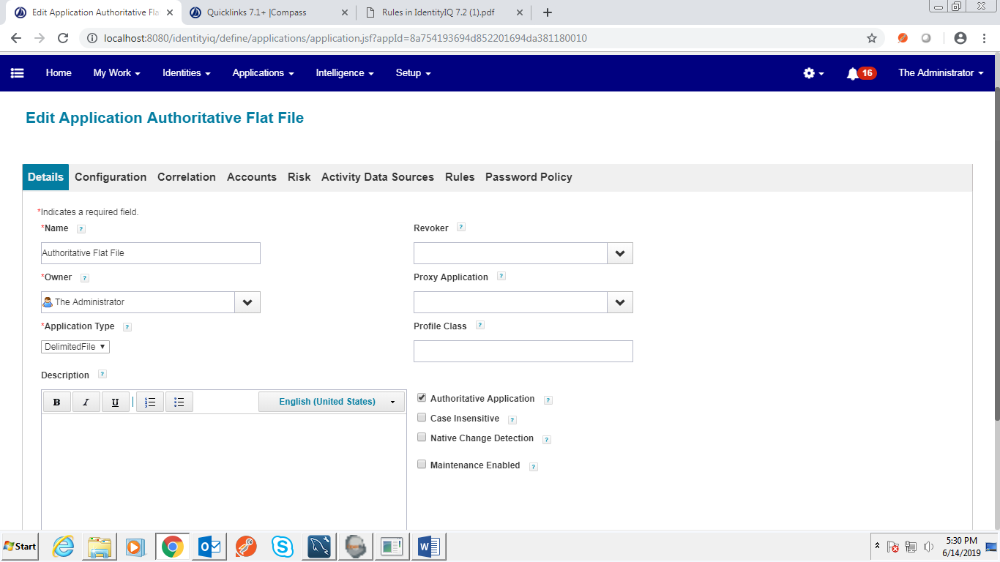 Edit Application Authoritative Fla
Quicklinks 7.1+ |Compass
Rules in IdentityIQ 7.2 (1).pdf
localhost:8080/identityiq/define/applications/application.jsf?appId=8a754193694d852201694da381180010
Home My Work Identities Applications Intelligence Setup 16 The Administrator
Edit Application Authoritative Flat File
Details Configuration Correlation Accounts Risk Activity Data Sources Rules Password Policy
*Indicates a required field.
*Name ?
Authoritative Flat File
*Owner ?
The Administrator
*Application Type ?
DelimitedFile
Revoker ?
Proxy Application ?
Profile Class ?
Description ?
B I U English (United States)
Authoritative Application ?
Case Insensitive ?
Native Change Detection ?
Maintenance Enabled ?
Start
5:30 PM
6/14/2019